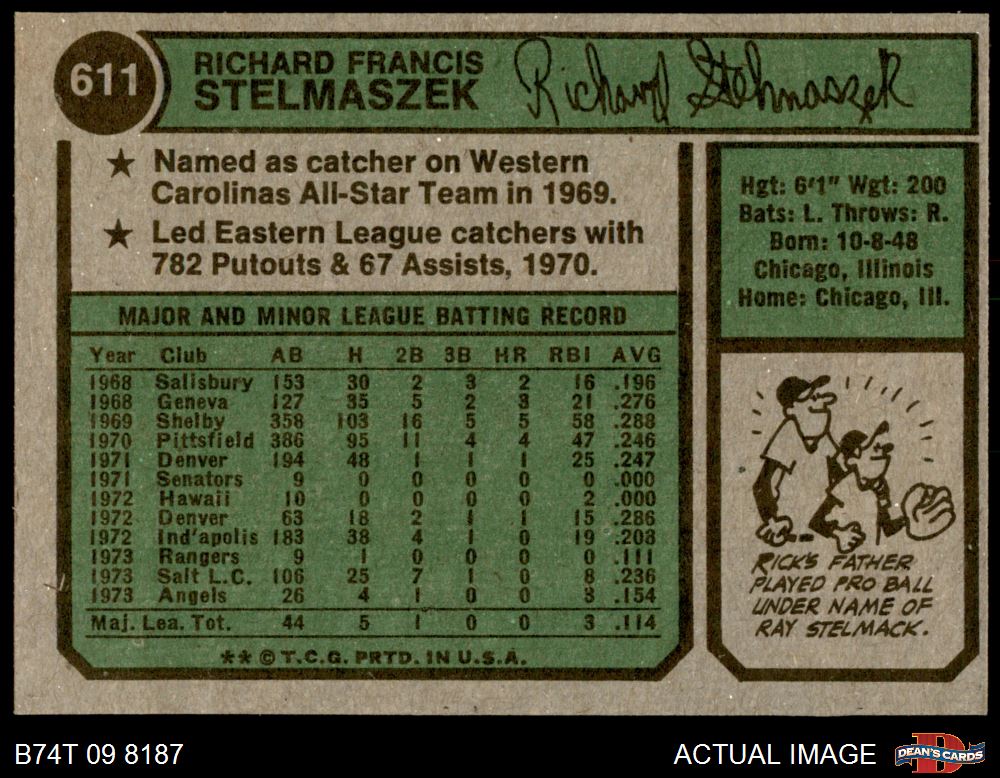 611
RICHARD FRANCIS
STELMASZEK
Richard Stelmaszek
★ Named as catcher on Western
Carolinas All-Star Team in 1969.
★ Led Eastern League catchers with
782 Putouts & 67 Assists, 1970.
Hgt: 6'1" Wgt: 200
Bats: L. Throws: R.
Born: 10-8-48
Chicago, Illinois
Home: Chicago, Ill.
MAJOR AND MINOR LEAGUE BATTING RECORD
Year Club AB H 2B 3B HR RBI AVG
1968 Salisbury 153 30 2 3 2 16 .196
1968 Geneva 127 35 5 2 3 21 .276
1969 Shelby 358 103 16 5 5 58 .288
1970 Pittsfield 386 95 11 4 4 47 .246
1971 Denver 194 48 1 1 1 25 .247
1971 Senators 9 0 0 0 0 0 .000
1972 Hawaii 10 0 0 0 0 2 .000
1972 Denver 63 18 2 1 1 15 .286
1972 Ind'apolis 183 38 4 1 0 19 .208
1973 Rangers 9 1 0 0 0 0 .111
1973 Salt L.C. 106 25 7 1 0 8 .236
1973 Angels 26 4 1 0 0 3 .154
Maj. Lea. Tot. 44 5 1 0 0 3 .114
** © T.C.G. PRTD. IN U.S.A.
RICK'S FATHER
PLAYED PRO BALL
UNDER NAME OF
RAY STELMACK.
B74T 09 8187
ACTUAL IMAGE
DEAN'S CARDS